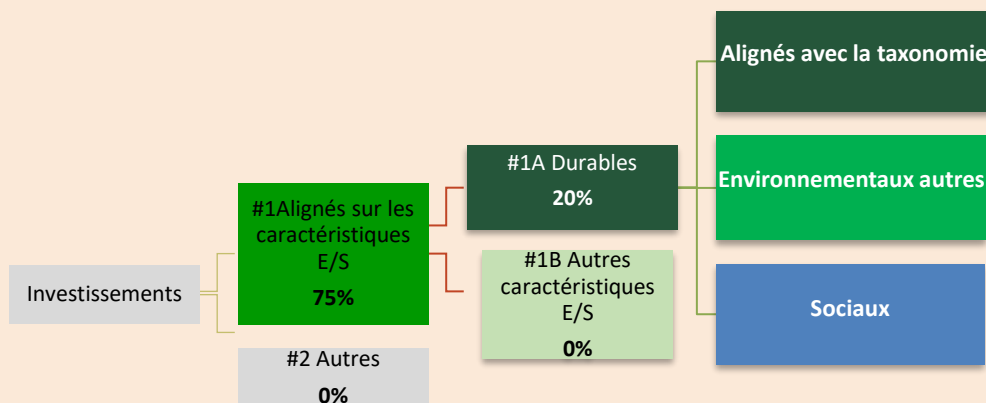 Investissements
#1Alignés sur les
caractéristiques
E/S
75%
#2 Autres
0%
#1A Durables
20%
#1B Autres
caractéristiques
E/S
0%
Alignés avec la taxonomie
Environnementaux autres
Sociaux